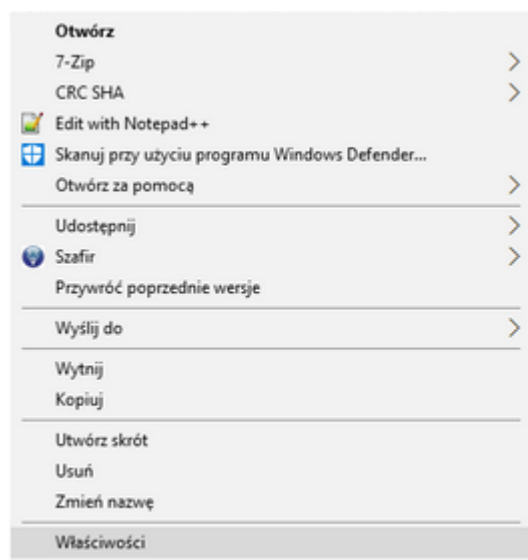 Otwórz
7-Zip
CRC SHA
Edit with Notepad++
Skanuj przy użyciu programu Windows Defender...
Otwórz za pomocą
Udostępnij
Szafir
Przywróć poprzednie wersje
Wyślij do
Wytnij
Kopiuj
Utwórz skrót
Usuń
Zmień nazwę
Właściwości